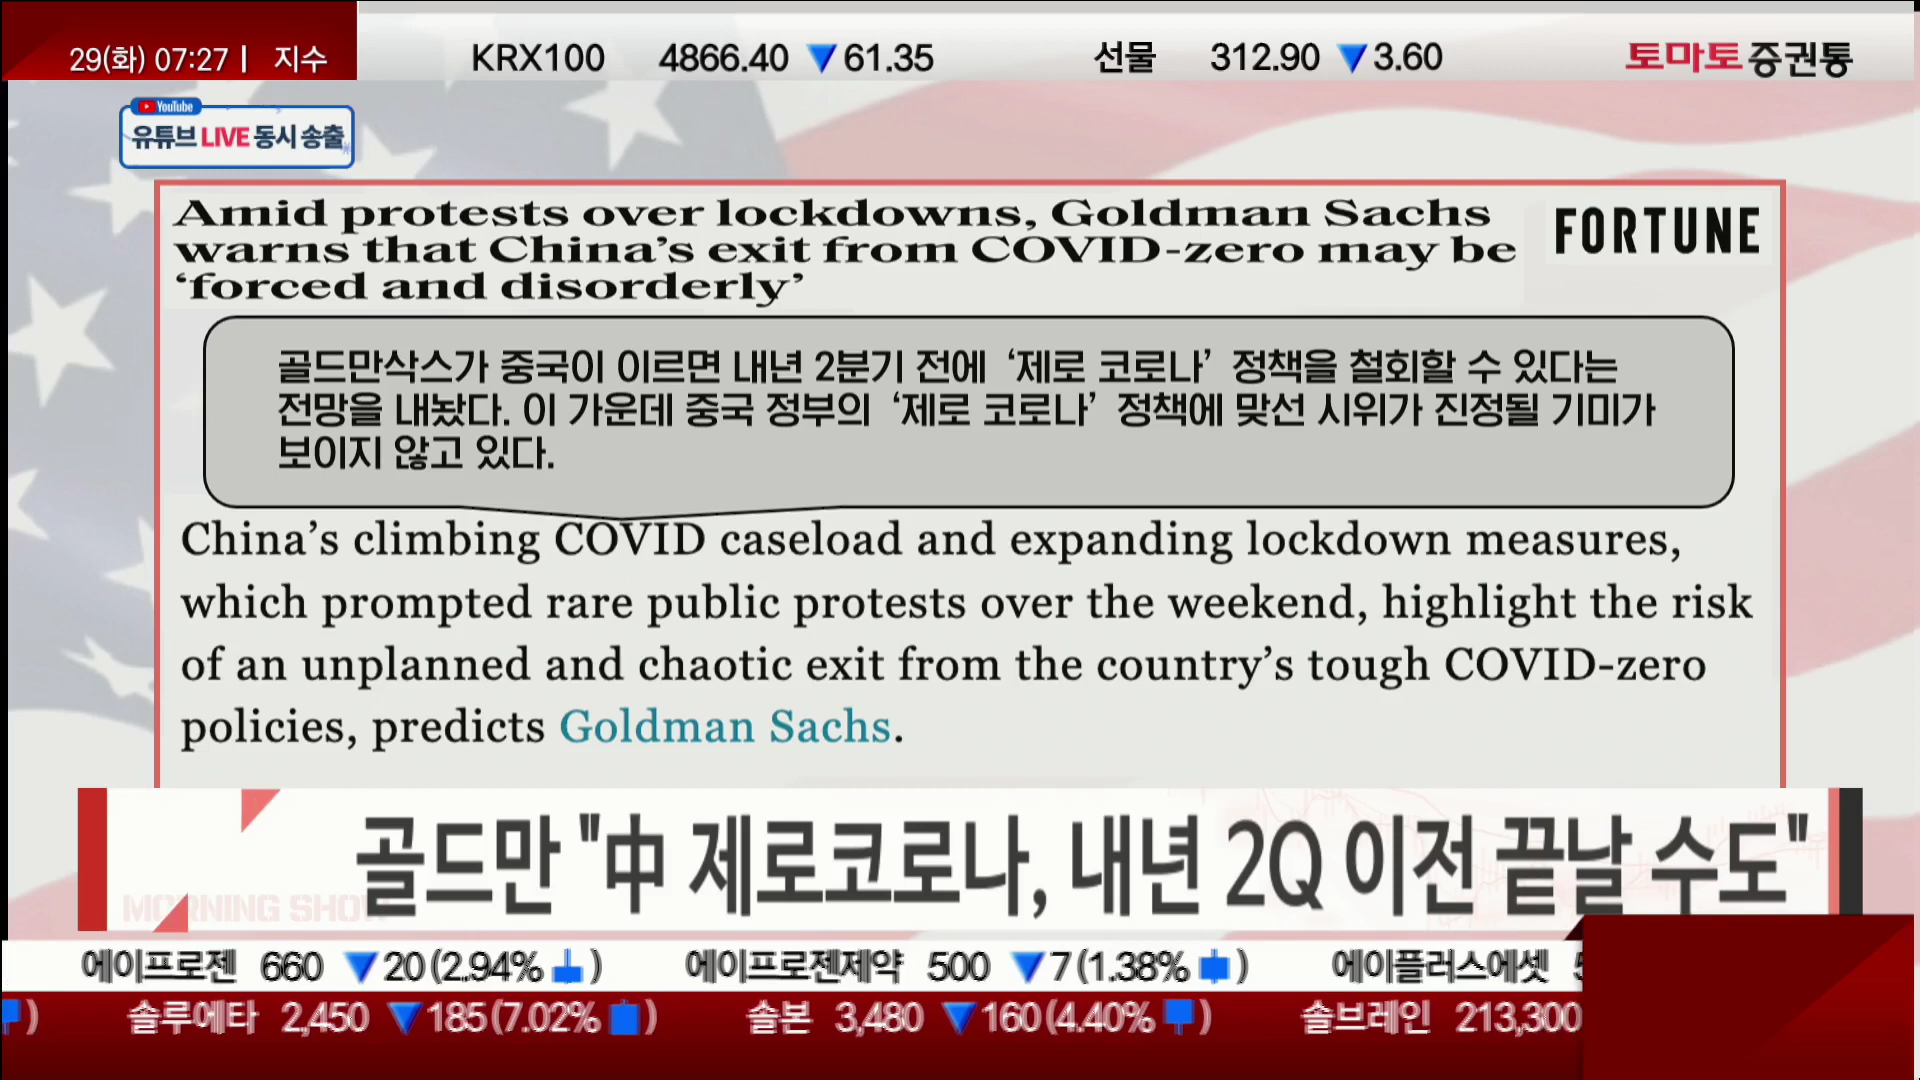 29(화) 07:27 | 지수 KRX100 4866.40 ▼61.35 선물 312.90 ▼3.60 토마토증권통
YouTube
유튜브 LIVE 동시 송출
Amid protests over lockdowns, Goldman Sachs
warns that China's exit from COVID-zero may be
'forced and disorderly'
FORTUNE
골드만삭스가 중국이 이르면 내년 2분기 전에 '제로 코로나' 정책을 철회할 수 있다는
전망을 내놨다. 이 가운데 중국 정부의 '제로 코로나' 정책에 맞선 시위가 진정될 기미가
보이지 않고 있다.
China's climbing COVID caseload and expanding lockdown measures,
which prompted rare public protests over the weekend, highlight the risk
of an unplanned and chaotic exit from the country's tough COVID-zero
policies, predicts Goldman Sachs.
골드만 "中 제로코로나, 내년 2Q 이전 끝날 수도"
MORNING SHOW
에이프로젠 660 ▼20(2.94%) 에이프로젠제약 500 ▼7(1.38%) 에이플러스에셋
) 솔루에타 2,450 ▼185(7.02%) 솔본 3,480 ▼160(4.40%) 솔브레인 213,300